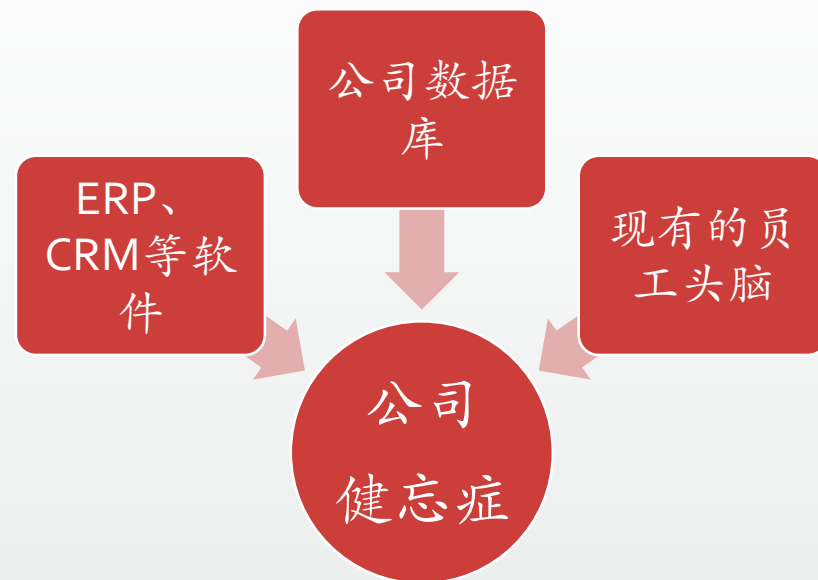 公司数据
库
ERP、
CRM等软
件
现有的员
工头脑
公司
健忘症